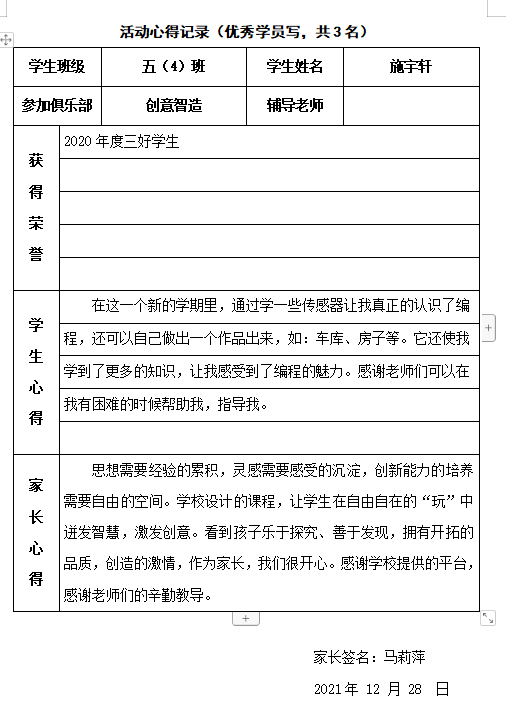 活动心得记录（优秀学员写，共3名）
学生班级 五（4）班 学生姓名 施宇轩
参加俱乐部 创意智造 辅导老师
获得荣誉
2020年度三好学生
学生心得
在这一个新的学期里，通过学一些传感器让我真正的认识了编
程，还可以自己做出一个作品出来，如：车库、房子等。它还使我
学到了更多的知识，让我感受到了编程的魅力。感谢老师们可以在
我有困难的时候帮助我，指导我。
家长心得
思想需要经验的累积，灵感需要感受的沉淀，创新能力的培养
需要自由的空间。学校设计的课程，让学生在自由自在的“玩”中
迸发智慧，激发创意。看到孩子乐于探究、善于发现，拥有开拓的
品质，创造的激情，作为家长，我们很开心。感谢学校提供的平台，
感谢老师们的辛勤教导。
家长签名：马莉萍
2021年 12 月 28 日